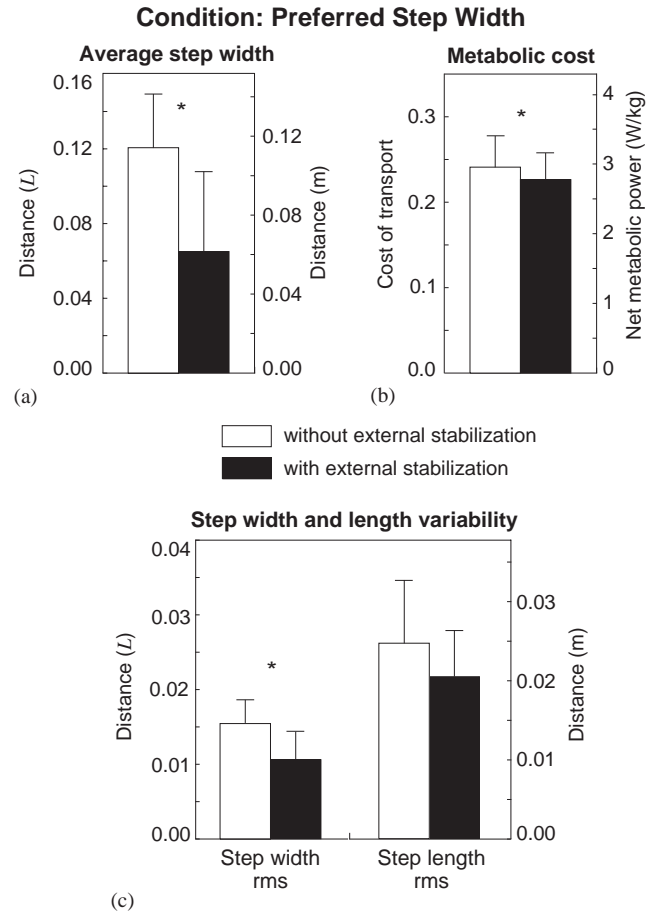 Condition: Preferred Step Width
Average step width
0.16
0.12
0.08
0.04
0.00
Distance (L)
*
0.12
0.08
0.04
0.00
Distance (m)
(a)
Metabolic cost
0.3
0.2
0.1
0.0
Cost of transport
*
4
3
2
1
0
Net metabolic power (W/kg)
(b)
without external stabilization
with external stabilization
Step width and length variability
0.04
0.03
0.02
0.01
0.00
Distance (L)
*
0.03
0.02
0.01
0.00
Distance (m)
Step width
rms
Step length
rms
(c)